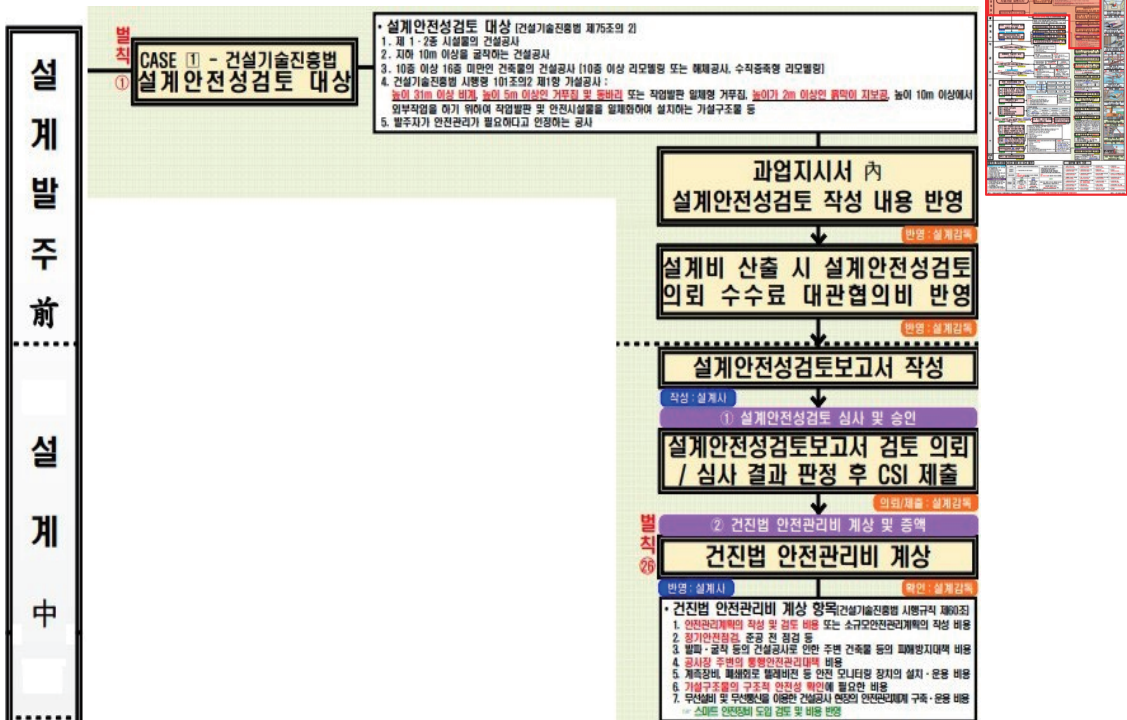 설계발주前
벌칙①
CASE ① - 건설기술진흥법
설계안전성검토 대상
• 설계안전성검토 대상 [건설기술진흥법 제75조의 2]
1. 제 1·2종 시설물의 건설공사
2. 지하 10m 이상을 굴착하는 건설공사
3. 10층 이상 16층 미만인 건축물의 건설공사 [10층 이상 리모델링 또는 해체공사, 수직증축형 리모델링]
4. 건설기술진흥법 시행령 101조의2 제1항 가설공사 :
높이 31m 이상 비계, 높이 5m 이상인 거푸집 및 동바리 또는 작업발판 일체형 거푸집, 높이가 2m 이상인 흙막이 지보공, 높이 10m 이상에서
외부작업을 하기 위하여 작업발판 및 안전시설물을 일체화하여 설치하는 가설구조물 등
5. 발주자가 안전관리가 필요하다고 인정하는 공사
과업지시서 內
설계안전성검토 작성 내용 반영
반영 : 설계감독
설계비 산출 시 설계안전성검토
의뢰 수수료 대관협의비 반영
반영 : 설계감독
설계中
설계안전성검토보고서 작성
작성 : 설계사
① 설계안전성검토 심사 및 승인
설계안전성검토보고서 검토 의뢰
/ 심사 결과 판정 후 CSI 제출
의뢰/제출 : 설계감독
벌칙㉖
② 건진법 안전관리비 계상 및 증액
건진법 안전관리비 계상
반영 : 설계사
확인 : 설계감독
• 건진법 안전관리비 계상 항목[건설기술진흥법 시행규칙 제60조]
1. 안전관리계획의 작성 및 검토 비용 또는 소규모안전관리계획의 작성 비용
2. 정기안전점검, 준공 전 점검 등
3. 발파·굴착 등의 건설공사로 인한 주변 건축물 등의 피해방지대책 비용
4. 공사장 주변의 통행안전관리대책 비용
5. 계측장비, 폐쇄회로 텔레비전 등 안전 모니터링 장치의 설치·운용 비용
6. 가설구조물의 구조적 안전성 확인에 필요한 비용
7. 무선설비 및 무선통신을 이용한 건설공사 현장의 안전관리체계 구축·운용 비용
☞ 스마트 안전장비 도입 검토 및 비용 반영